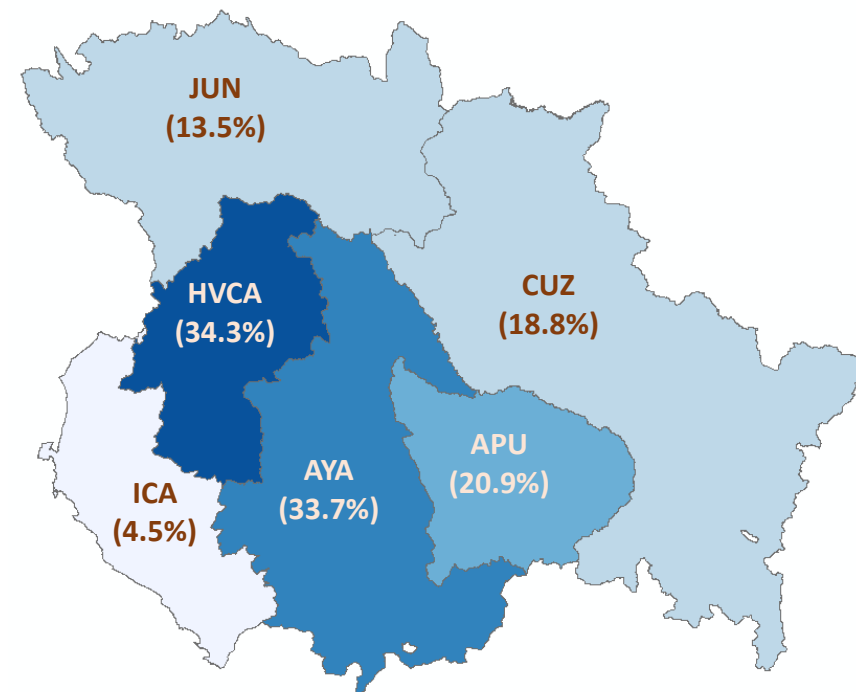 JUN
(13.5%)
HVCA
(34.3%)
CUZ
(18.8%)
APU
(20.9%)
AYA
(33.7%)
ICA
(4.5%)